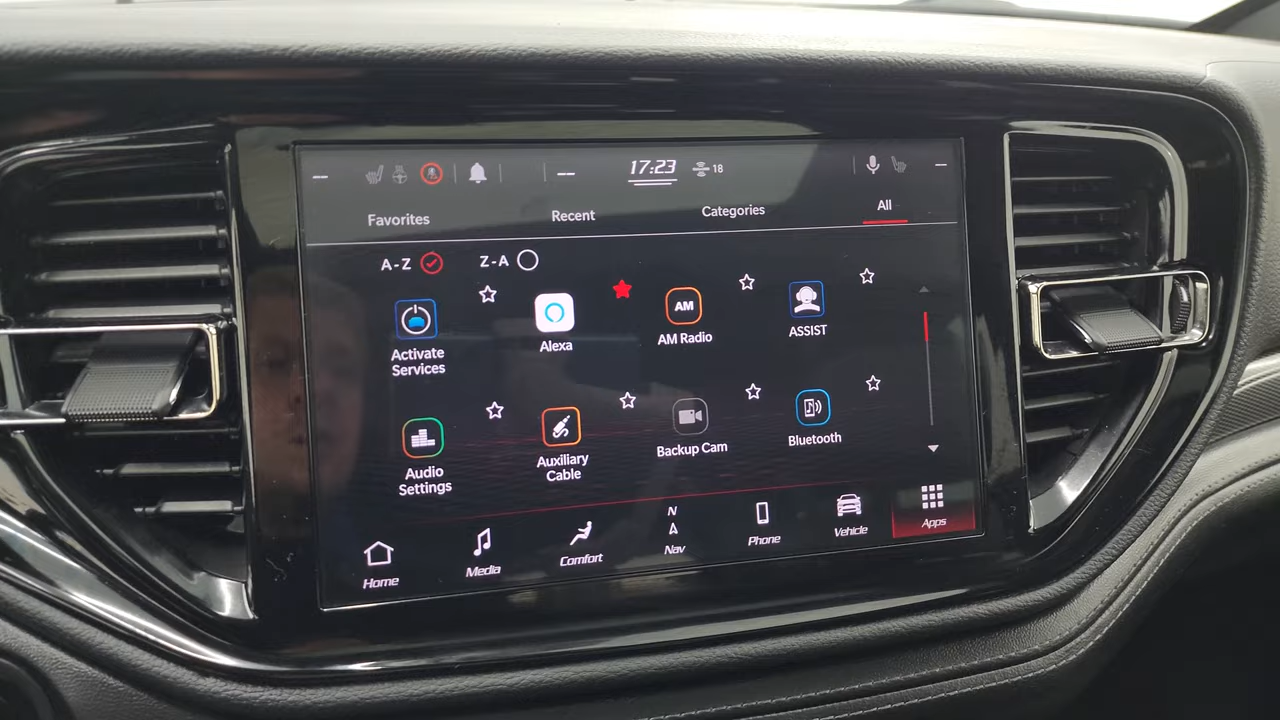 17:23
18
Favorites
Recent
Categories
All
A-Z
Z-A
Activate
Services
Alexa
AM
AM Radio
ASSIST
Audio
Settings
Auxiliary
Cable
Backup Cam
Bluetooth
Home
Media
Comfort
N
Nav
Phone
Vehicle
Apps